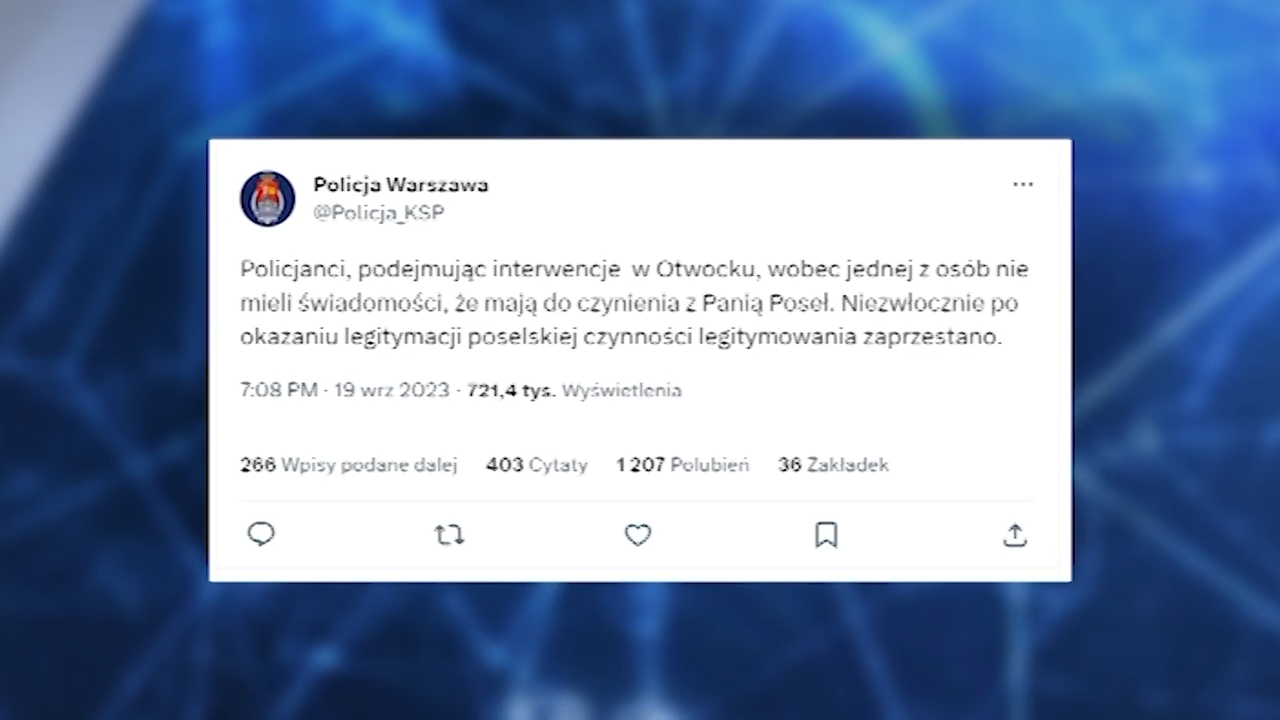 Policja Warszawa
@Policja_KSP
Policjanci, podejmując interwencje w Otwocku, wobec jednej z osób nie
mieli świadomości, że mają do czynienia z Panią Poseł. Niezwłocznie po
okazaniu legitymacji poselskiej czynności legitymowania zaprzestano.
7:08 PM · 19 wrz 2023 · 721,4 tys. Wyświetlenia
266 Wpisy podane dalej 403 Cytaty 1 207 Polubień 36 Zakładek